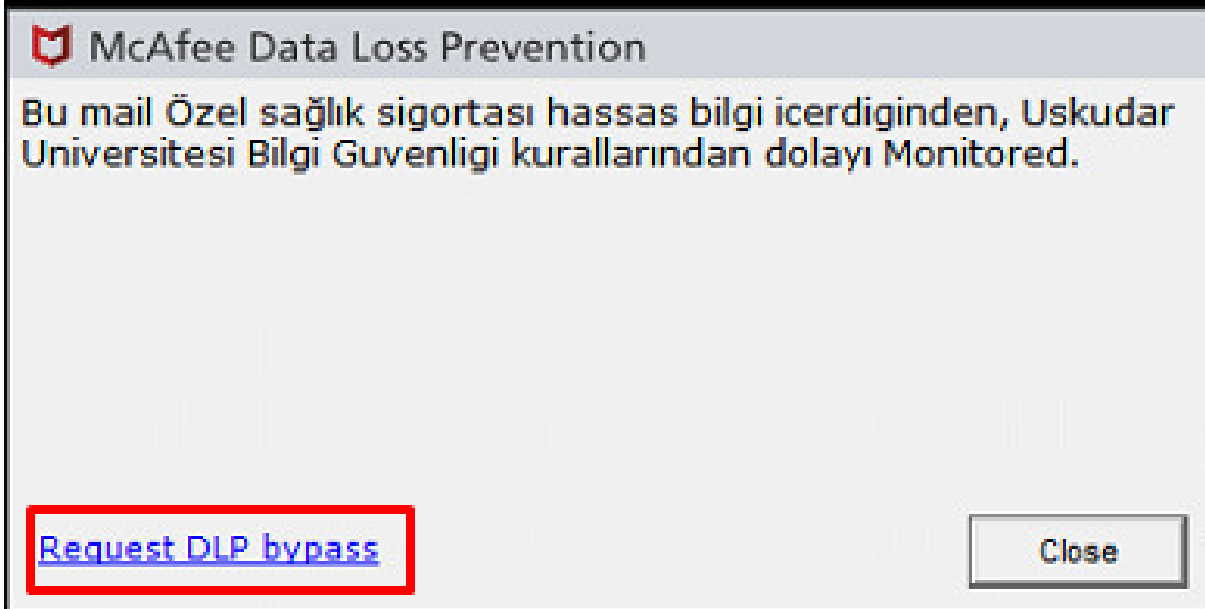 McAfee Data Loss Prevention
Bu mail Özel sağlık sigortası hassas bilgi icerdiginden, Uskudar
Universitesi Bilgi Guvenligi kurallarından dolayı Monitored.
Request DLP bypass
Close